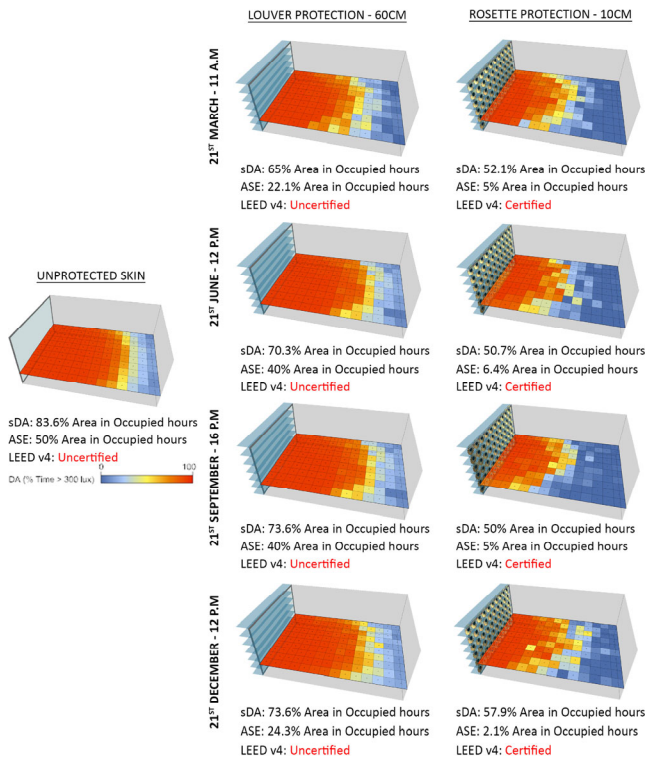 LOUVER PROTECTION - 60CM
ROSETTE PROTECTION - 10CM
21ST MARCH - 11 A.M
sDA: 65% Area in Occupied hours
ASE: 22.1% Area in Occupied hours
LEED v4: Uncertified
sDA: 52.1% Area in Occupied hours
ASE: 5% Area in Occupied hours
LEED v4: Certified
21ST JUNE - 12 P.M
sDA: 70.3% Area in Occupied hours
ASE: 40% Area in Occupied hours
LEED v4: Uncertified
sDA: 50.7% Area in Occupied hours
ASE: 6.4% Area in Occupied hours
LEED v4: Certified
UNPROTECTED SKIN
sDA: 83.6% Area in Occupied hours
ASE: 50% Area in Occupied hours
LEED v4: Uncertified
0 100
DA (% Time > 300 lux)
21ST SEPTEMBER - 16 P.M
sDA: 73.6% Area in Occupied hours
ASE: 40% Area in Occupied hours
LEED v4: Uncertified
sDA: 50% Area in Occupied hours
ASE: 5% Area in Occupied hours
LEED v4: Certified
21ST DECEMBER - 12 P.M
sDA: 73.6% Area in Occupied hours
ASE: 24.3% Area in Occupied hours
LEED v4: Uncertified
sDA: 57.9% Area in Occupied hours
ASE: 2.1% Area in Occupied hours
LEED v4: Certified